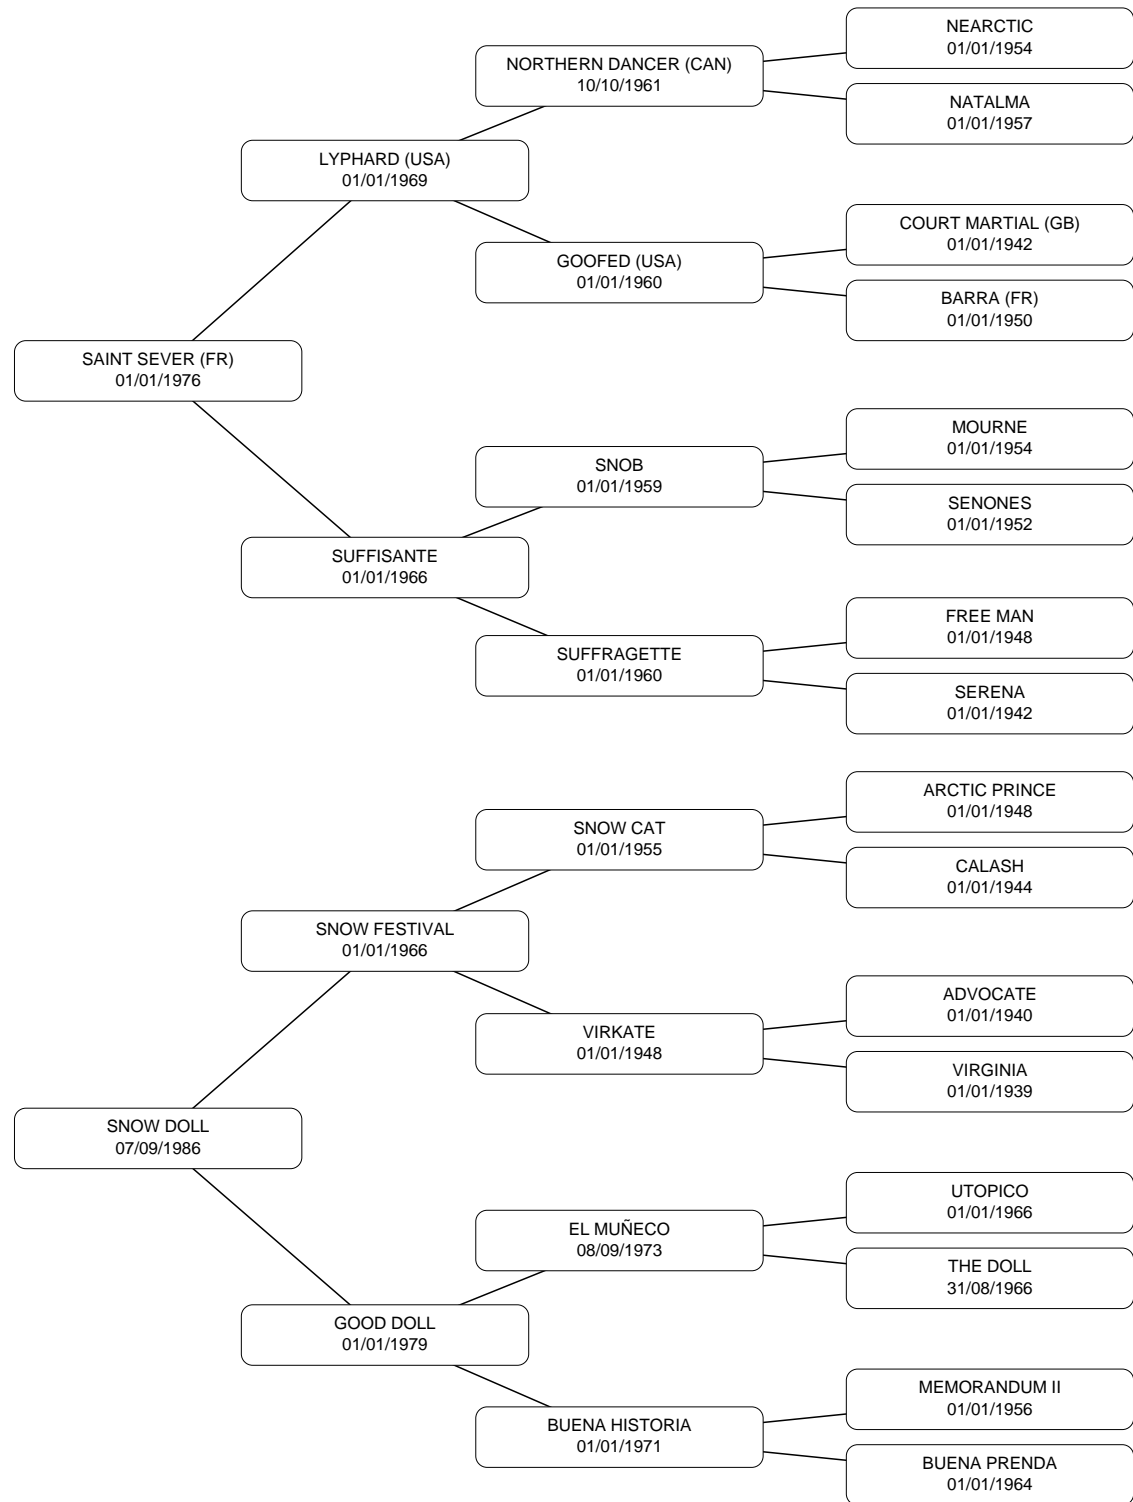 NEARCTIC
01/01/1954
NORTHERN DANCER (CAN)
10/10/1961
NATALMA
01/01/1957
LYPHARD (USA)
01/01/1969
COURT MARTIAL (GB)
01/01/1942
GOOFED (USA)
01/01/1960
BARRA (FR)
01/01/1950
SAINT SEVER (FR)
01/01/1976
MOURNE
01/01/1954
SNOB
01/01/1959
SENONES
01/01/1952
SUFFISANTE
01/01/1966
FREE MAN
01/01/1948
SUFFRAGETTE
01/01/1960
SERENA
01/01/1942
ARCTIC PRINCE
01/01/1948
SNOW CAT
01/01/1955
CALASH
01/01/1944
SNOW FESTIVAL
01/01/1966
ADVOCATE
01/01/1940
VIRKATE
01/01/1948
VIRGINIA
01/01/1939
SNOW DOLL
07/09/1986
UTOPICO
01/01/1966
EL MUÑECO
08/09/1973
THE DOLL
31/08/1966
GOOD DOLL
01/01/1979
MEMORANDUM II
01/01/1956
BUENA HISTORIA
01/01/1971
BUENA PRENDA
01/01/1964